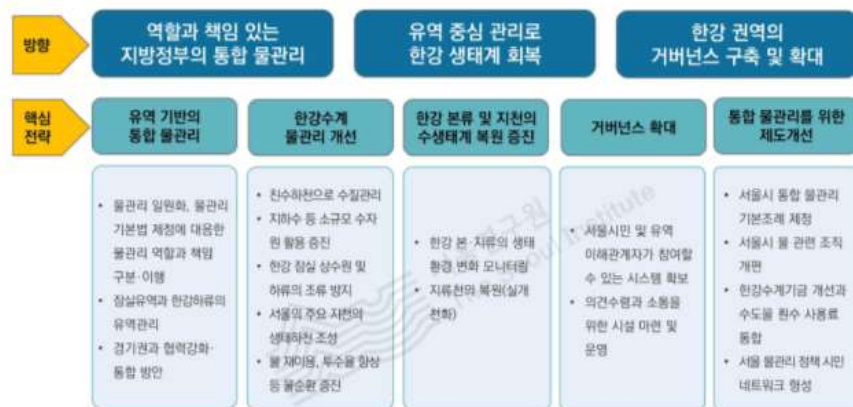 방향
역할과 책임 있는
지방정부의 통합 물관리
유역 중심 관리로
한강 생태계 회복
한강 권역의
거버넌스 구축 및 확대
핵심
전략
유역 기반의
통합 물관리
한강수계
물관리 개선
한강 본류 및 지천의
수생태계 복원 증진
거버넌스 확대
통합 물관리를 위한
제도개선
• 물관리 일원화, 물관리
기본법 제정에 대응한
물관리 역할과 책임
구분·이행
• 잠실유역과 한강하류의
유역관리
• 경기권과 협력강화·
통합 방안
• 친수하천으로 수질관리
• 지하수 등 소규모 수자
원 활용 증진
• 한강 잠실 상수원 및
하류의 조류 방지
• 서울의 주요 지천의
생태하천 조성
• 물 재이용, 투수율 향상
등 물순환 증진
• 한강 본·지류의 생태
환경 변화 모니터링
• 지류천의 복원(실개
천화)
• 서울시민 및 유역
이해관계자가 참여할
수 있는 시스템 확보
• 의견수렴과 소통을
위한 시설 마련 및
운영
• 서울시 통합 물관리
기본조례 제정
• 서울시 물 관련 조직
개편
• 한강수계기금 개선과
수도물 원수 사용료
통합
• 서울 물관리 정책 시민
네트워크 형성
서울연구원
The Seoul Institute